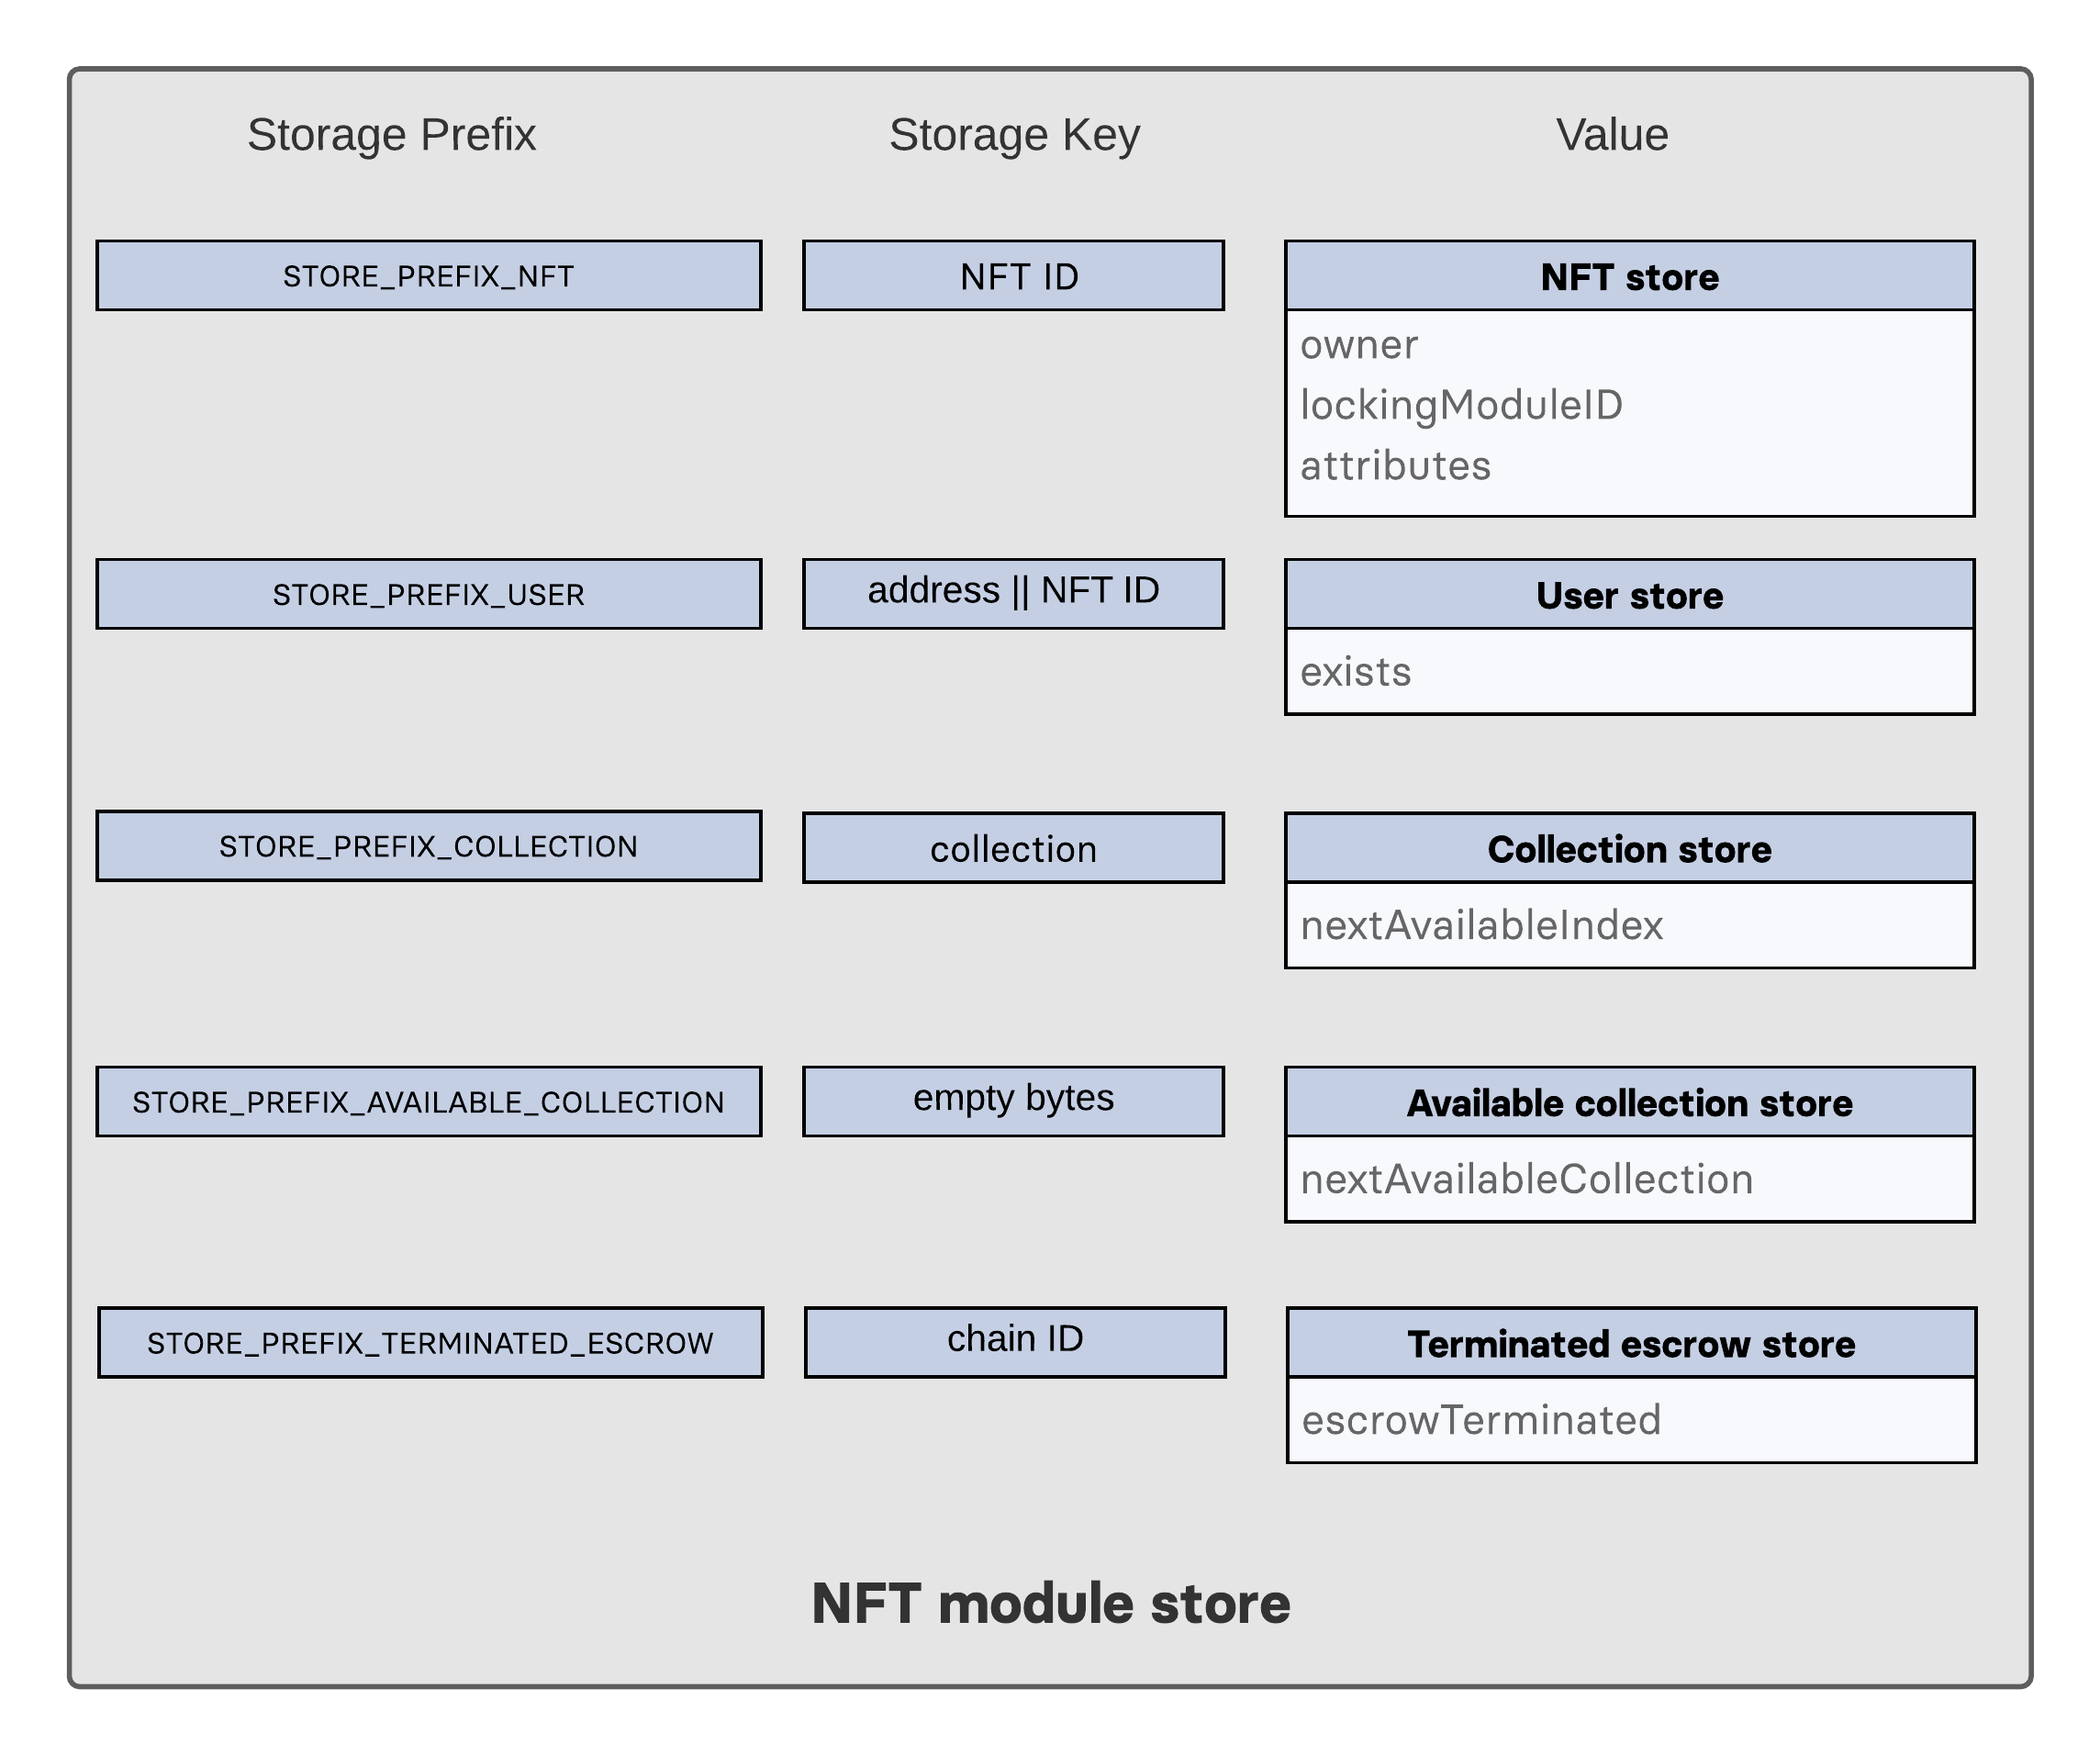 Storage Prefix
Storage Key
Value
STORE_PREFIX_NFT
NFT ID
NFT store
owner
lockingModuleID
attributes
STORE_PREFIX_USER
address || NFT ID
User store
exists
STORE_PREFIX_COLLECTION
collection
Collection store
nextAvailableIndex
STORE_PREFIX_AVAILABLE_COLLECTION
empty bytes
Available collection store
nextAvailableCollection
STORE_PREFIX_TERMINATED_ESCROW
chain ID
Terminated escrow store
escrowTerminated
NFT module store